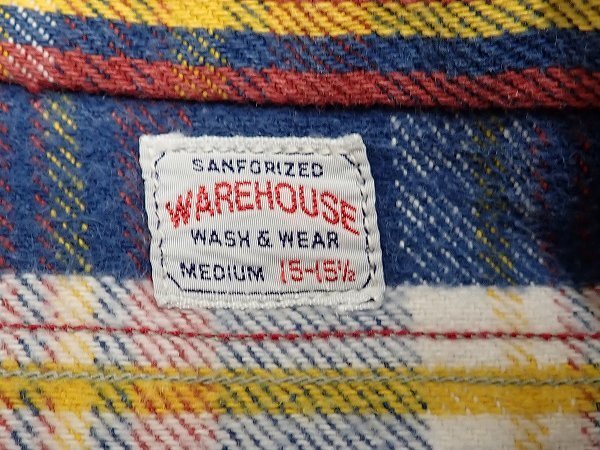 SANFORIZED
WAREHOUSE
WASH & WEAR
MEDIUM 15-15½